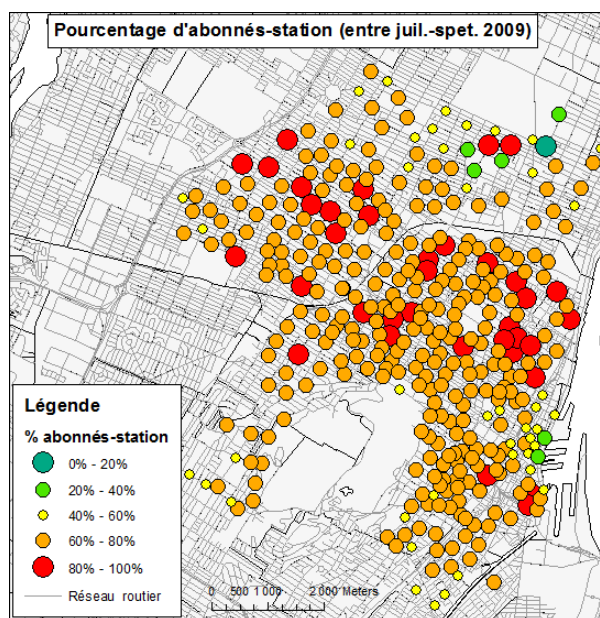 Pourcentage d'abonnés-station (entre juil.-spet. 2009)
Légende
% abonnés-station
0% - 20%
20% - 40%
40% - 60%
60% - 80%
80% - 100%
Réseau routier
0 500 1 000 2 000 Meters